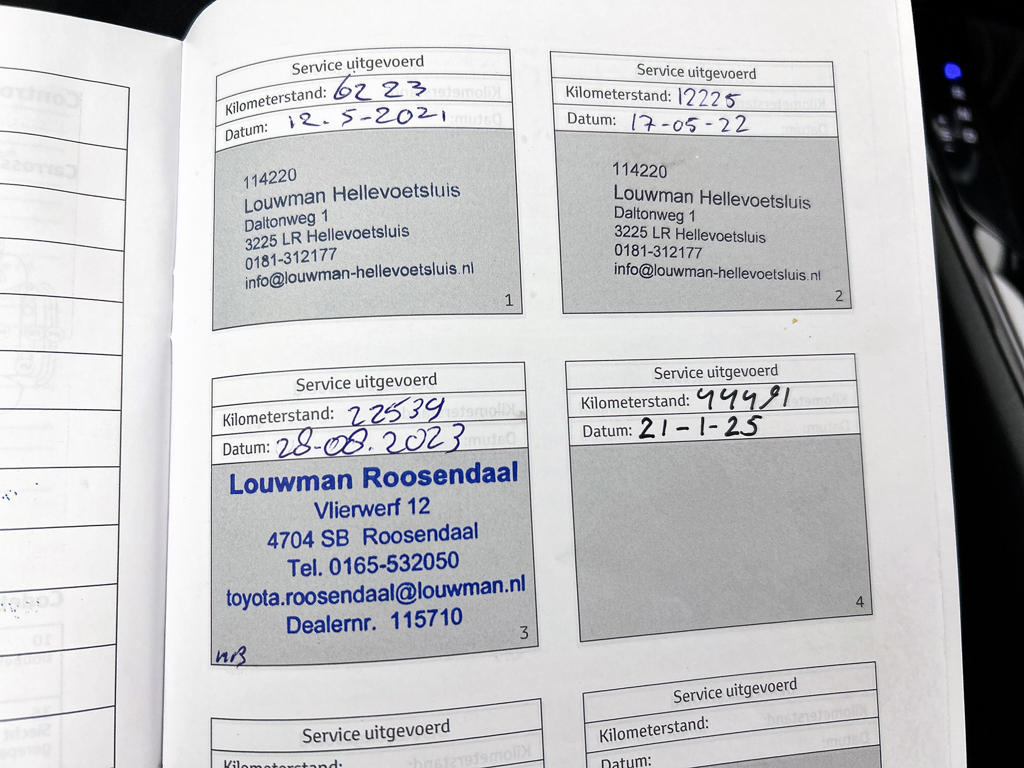 Service uitgevoerd
Kilometerstand: 6223
Datum: 12.5-2021
114220
Louwman Hellevoetsluis
Daltonweg 1
3225 LR Hellevoetsluis
0181-312177
info@louwman-hellevoetsluis.nl
1
Service uitgevoerd
Kilometerstand: 12225
Datum: 17-05-22
114220
Louwman Hellevoetsluis
Daltonweg 1
3225 LR Hellevoetsluis
0181-312177
info@louwman-hellevoetsluis.nl
2
Service uitgevoerd
Kilometerstand: 22539
Datum: 28-08.2023
Louwman Roosendaal
Vlierwerf 12
4704 SB Roosendaal
Tel. 0165-532050
toyota.roosendaal@louwman.nl
Dealernr. 115710
3
Service uitgevoerd
Kilometerstand: 44491
Datum: 21-1-25
4
Service uitgevoerd
Kilometerstand:
Service uitgevoerd
Kilometerstand:
Datum: